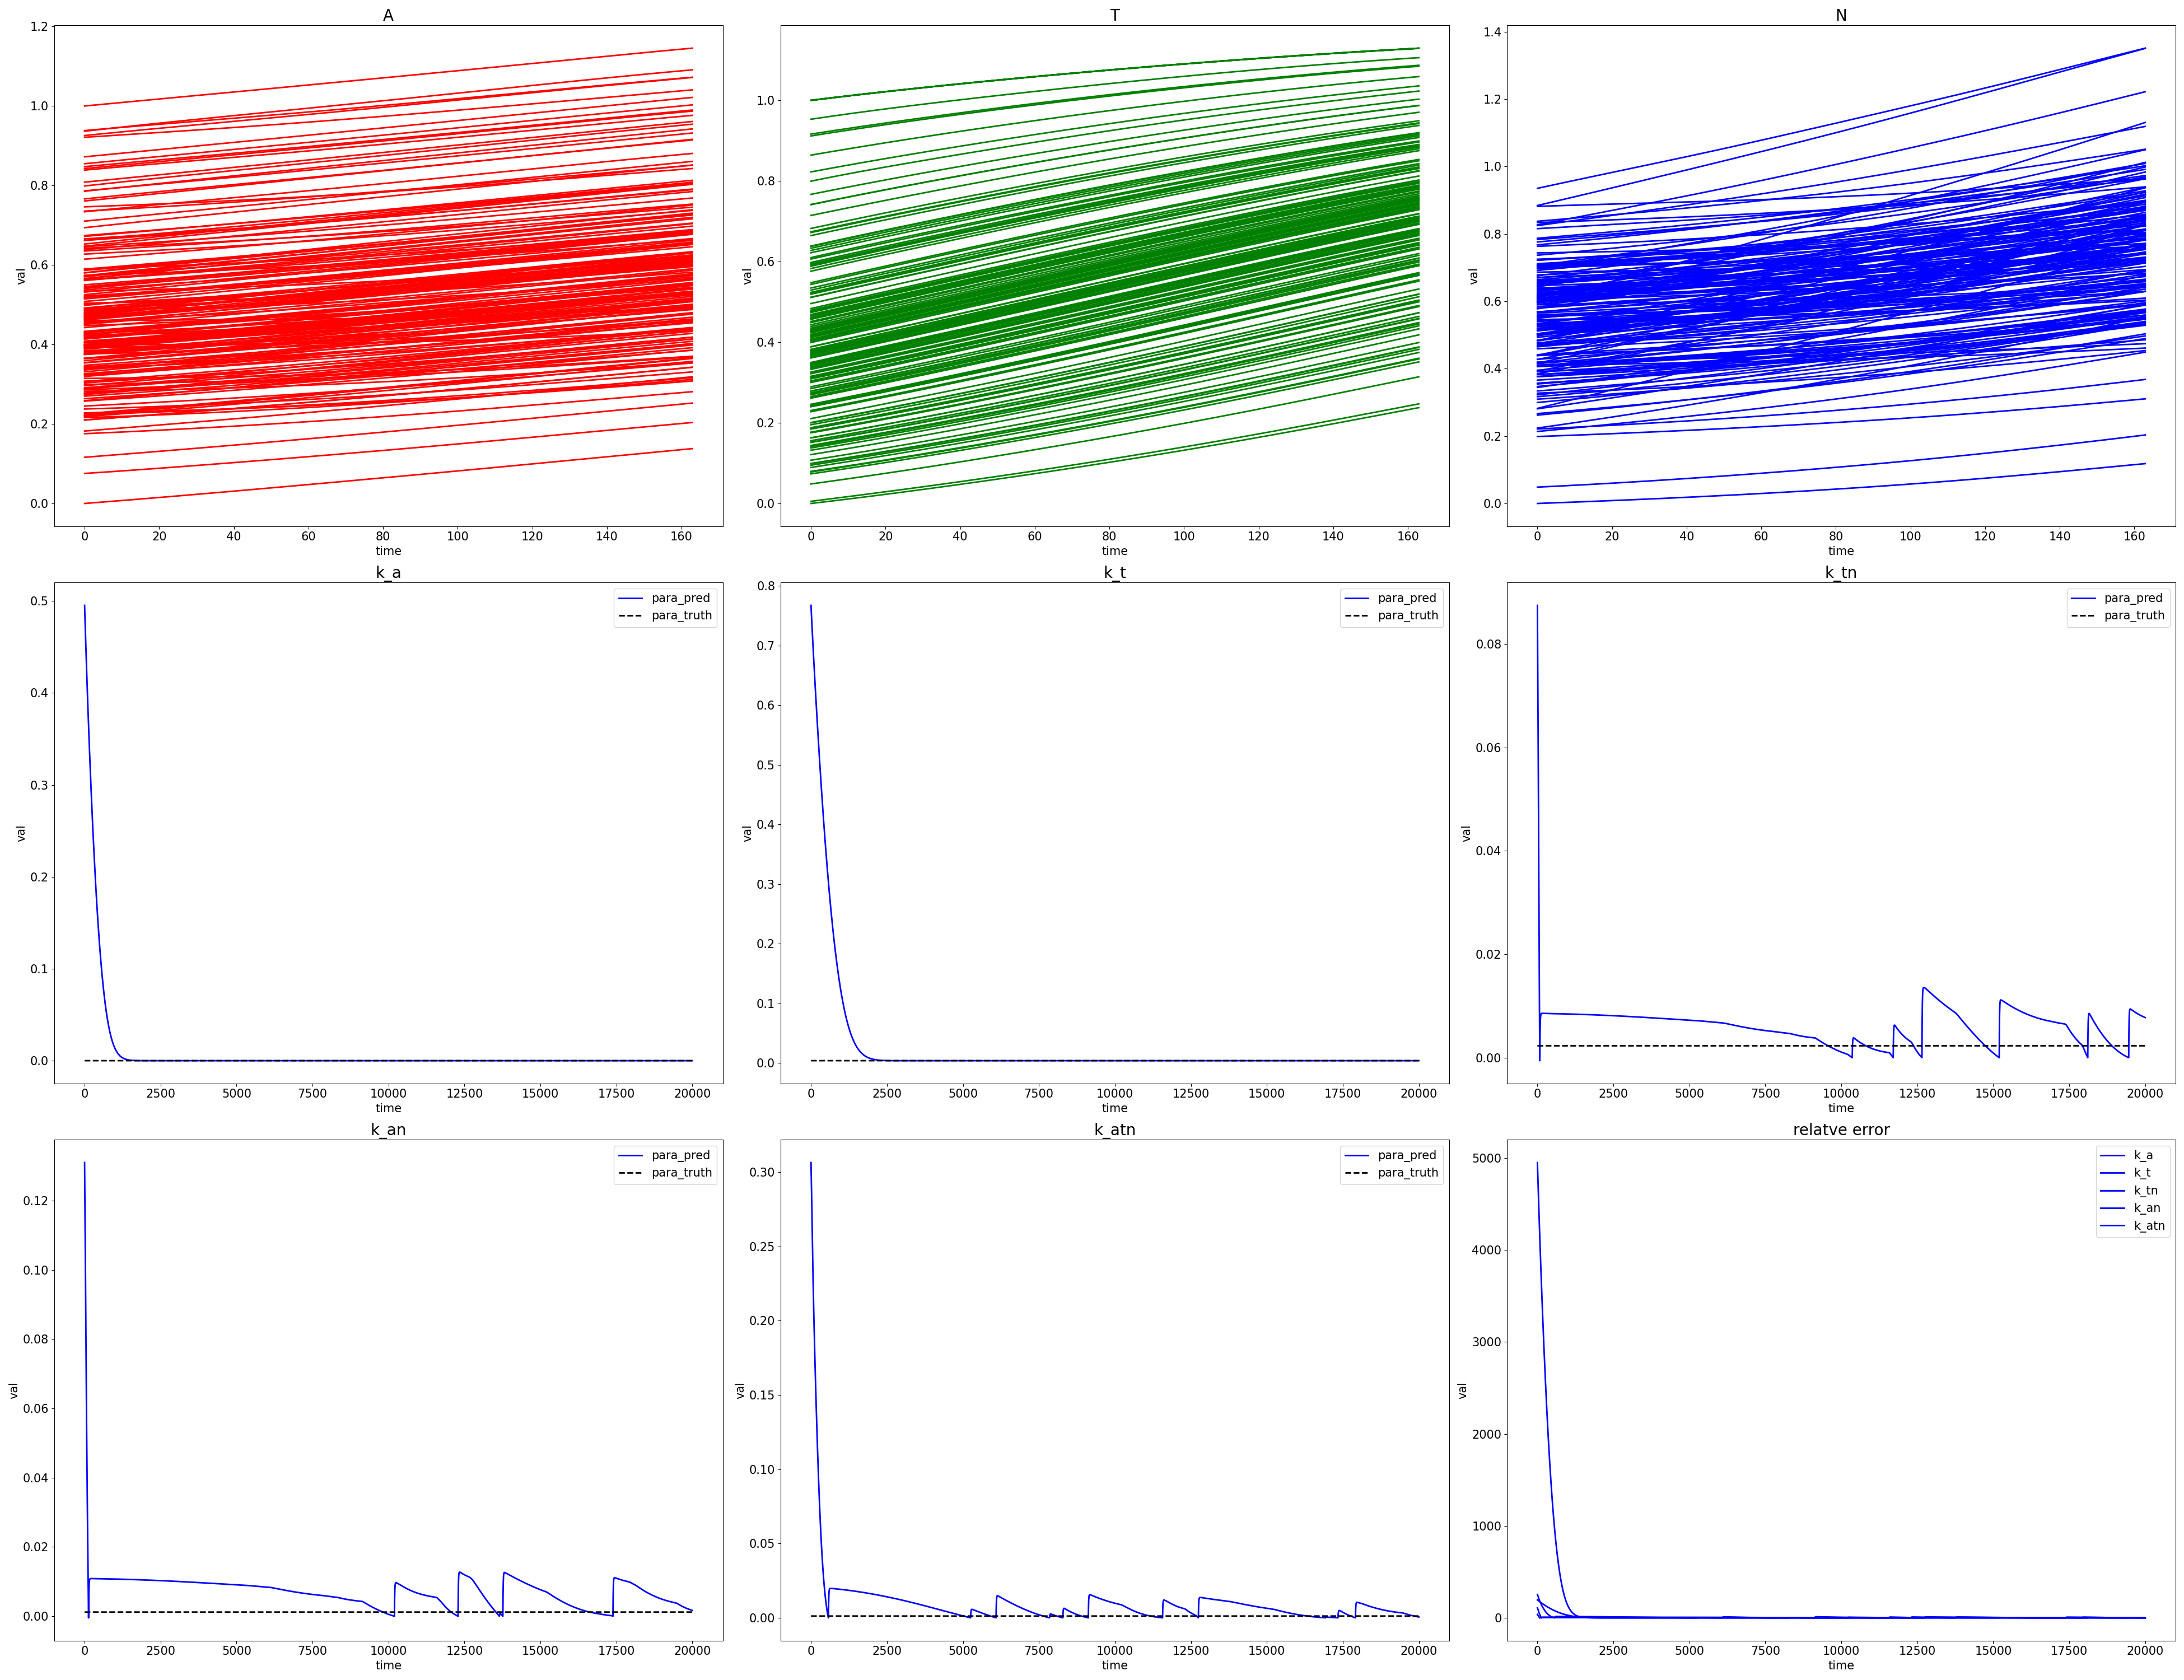 A
1.2
1.0
0.8
0.6
0.4
0.2
0.0
val
0 20 40 60 80 100 120 140 160
time
T
1.0
0.8
0.6
0.4
0.2
0.0
val
0 20 40 60 80 100 120 140 160
time
N
1.4
1.2
1.0
0.8
0.6
0.4
0.2
0.0
val
0 20 40 60 80 100 120 140 160
time
k_a
para_pred
para_truth
0.5
0.4
0.3
0.2
0.1
0.0
val
0 2500 5000 7500 10000 12500 15000 17500 20000
time
k_t
para_pred
para_truth
0.8
0.7
0.6
0.5
0.4
0.3
0.2
0.1
0.0
val
0 2500 5000 7500 10000 12500 15000 17500 20000
time
k_tn
para_pred
para_truth
0.08
0.06
0.04
0.02
0.00
val
0 2500 5000 7500 10000 12500 15000 17500 20000
time
k_an
para_pred
para_truth
0.12
0.10
0.08
0.06
0.04
0.02
0.00
val
0 2500 5000 7500 10000 12500 15000 17500 20000
time
k_atn
para_pred
para_truth
0.30
0.25
0.20
0.15
0.10
0.05
0.00
val
0 2500 5000 7500 10000 12500 15000 17500 20000
time
relatve error
k_a
k_t
k_tn
k_an
k_atn
5000
4000
3000
2000
1000
0
val
0 2500 5000 7500 10000 12500 15000 17500 20000
time